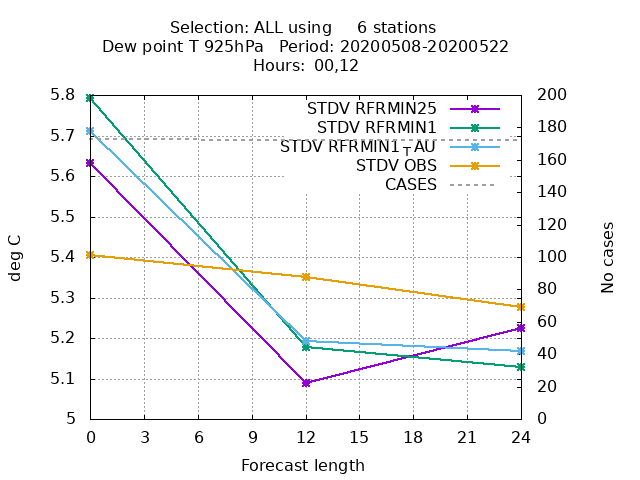 Selection: ALL using     6 stations
Dew point T 925hPa   Period: 20200508-20200522
Hours:  00,12
STDV RFRMIN25
STDV RFRMIN1
STDV RFRMIN1TAU
STDV OBS
CASES
deg C
5.8
5.7
5.6
5.5
5.4
5.3
5.2
5.1
5
200
180
160
140
120
100
80
60
40
20
0
No cases
0 3 6 9 12 15 18 21 24
Forecast length